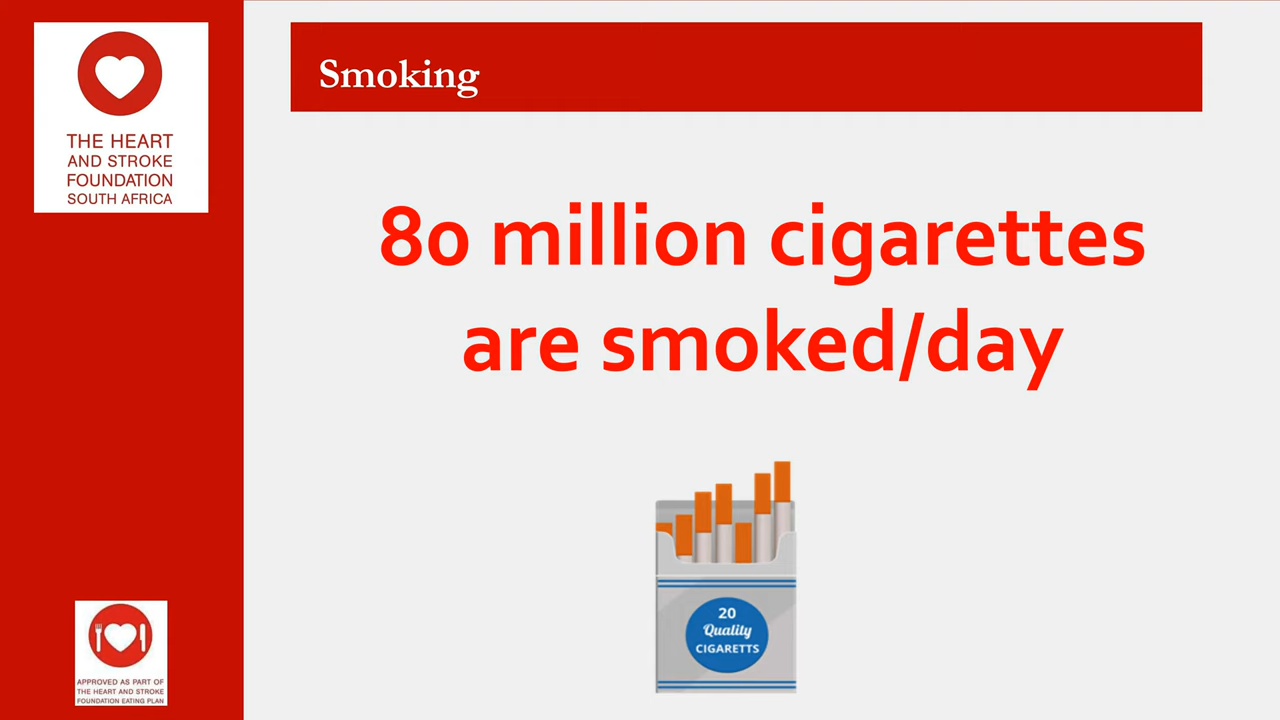 THE HEART
AND STROKE
FOUNDATION
SOUTH AFRICA
Smoking
80 million cigarettes
are smoked/day
20
Quality
CIGARETTS
APPROVED AS PART OF
THE HEART AND STROKE
FOUNDATION EATING PLAN